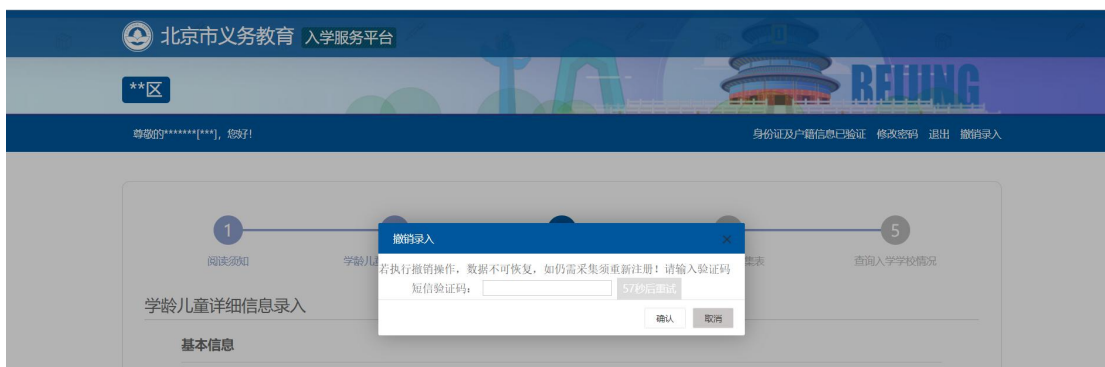 北京市义务教育 入学服务平台
**区
BEIJING
尊敬的*******[***]，您好！
身份证及户籍信息已验证 修改密码 退出 撤销录入
1
5
阅读须知
学龄儿
集表
查询入学学校情况
撤销录入
若执行撤销操作，数据不可恢复，如仍需采集须重新注册！请输入验证码
短信验证码：
57秒后重试
确认
取消
学龄儿童详细信息录入
基本信息